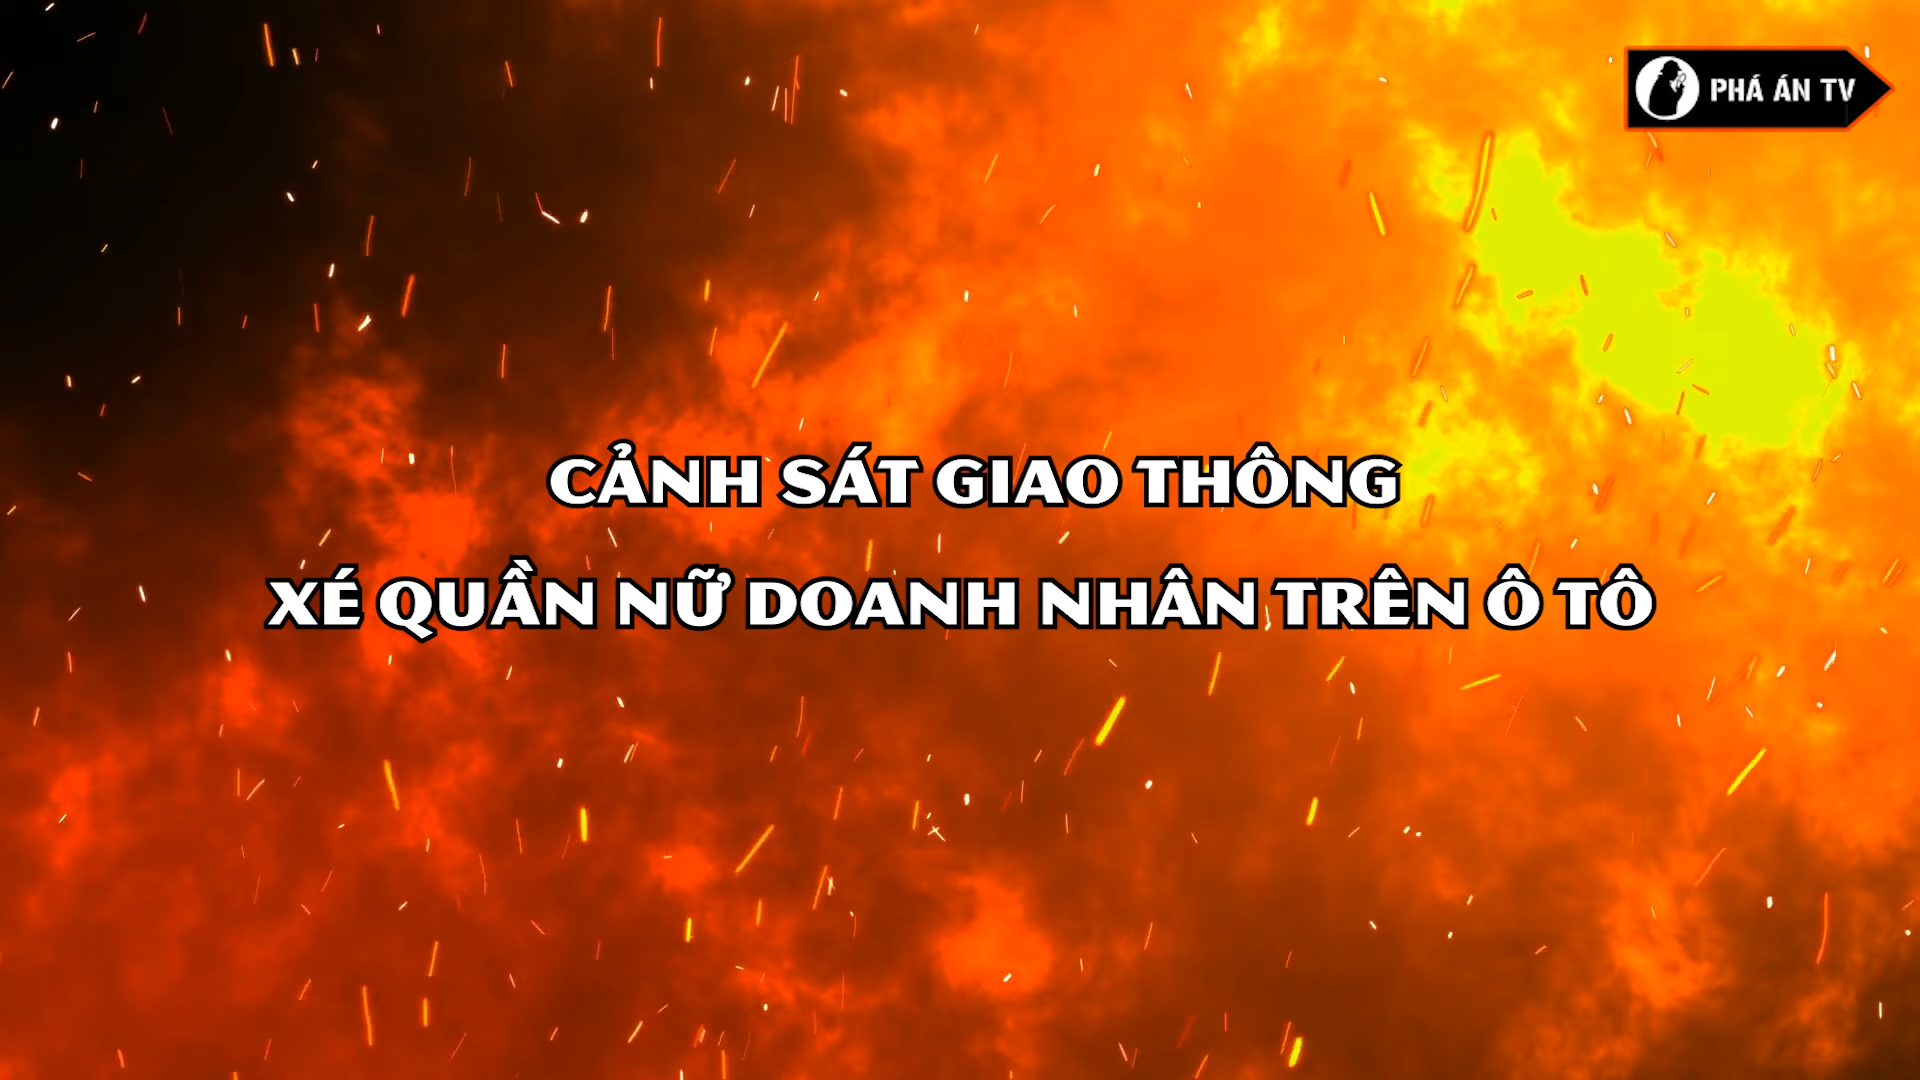 PHÁ ÁN TV
CẢNH SÁT GIAO THÔNG
XÉ QUẦN NỮ DOANH NHÂN TRÊN Ô TÔ